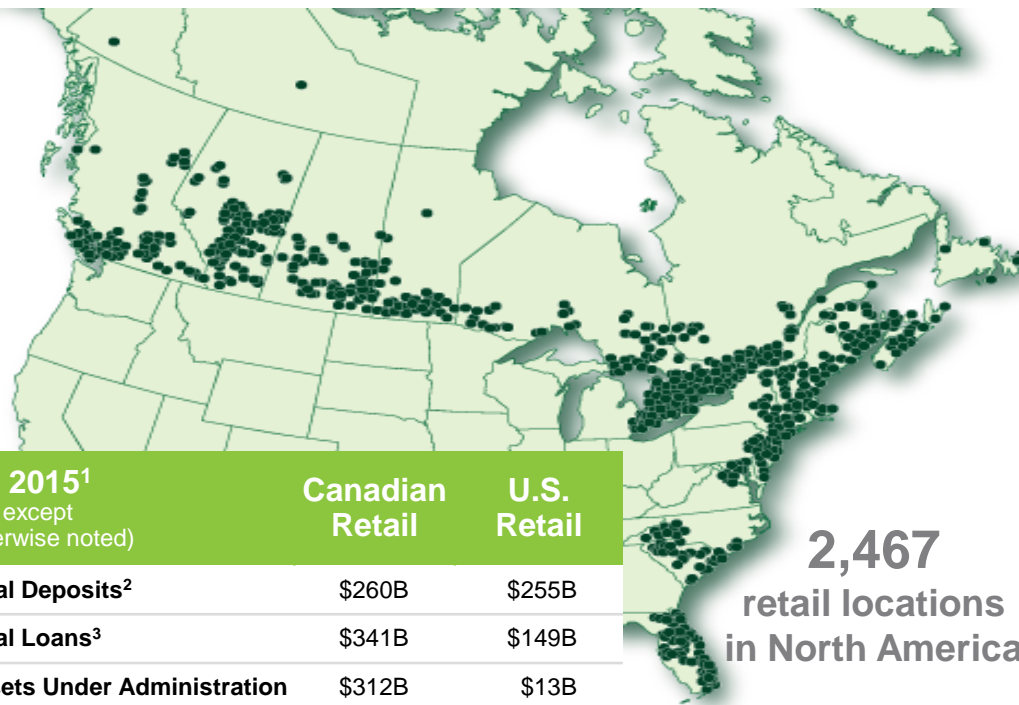 2015¹
except
erwise noted)
Canadian
Retail
U.S.
Retail
al Deposits² $260B $255B
al Loans³ $341B $149B
sets Under Administration $312B $13B
2,467
retail locations
in North America